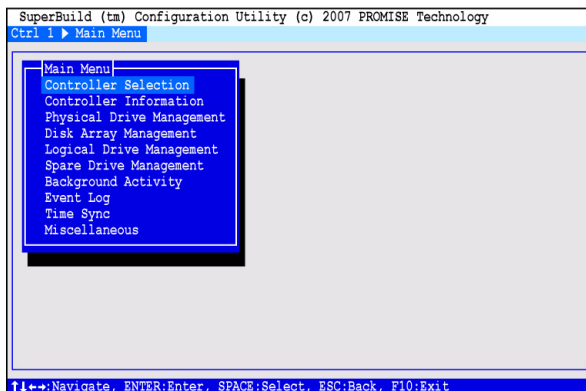 SuperBuild (tm) Configuration Utility (c) 2007 PROMISE Technology
Ctrl 1 ▶ Main Menu
Main Menu
Controller Selection
Controller Information
Physical Drive Management
Disk Array Management
Logical Drive Management
Spare Drive Management
Background Activity
Event Log
Time Sync
Miscellaneous
↑↓←→:Navigate, ENTER:Enter, SPACE:Select, ESC:Back, F10:Exit